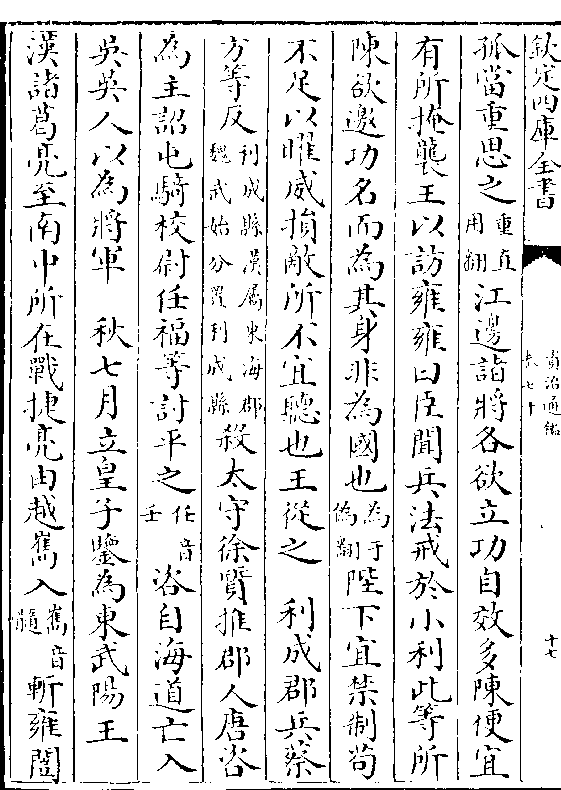 欽定四庫全書
資治通鑑
卷七十
十七
孤當重思之重直用翻江邊諸將各欲立功自效多陳便宜
有所掩襲王以訪雍雍曰臣聞兵法戒於小利此等所
陳欲邀功名而為其身非為國也為于偽翻陛下宜禁制苟
不足以曜威損敵所不宜聽也王從之　利成郡兵蔡
方等反利成縣漢屬東海郡魏武始分置利成縣殺太守徐質推郡人唐咨
為主詔屯騎校尉任福等討平之任音壬咨自海道亡入
吳吳人以為將軍　秋七月立皇子鑒為東武陽王
漢諸葛亮至南中所在戰捷亮由越嶲入嶲音髓斬雍闓